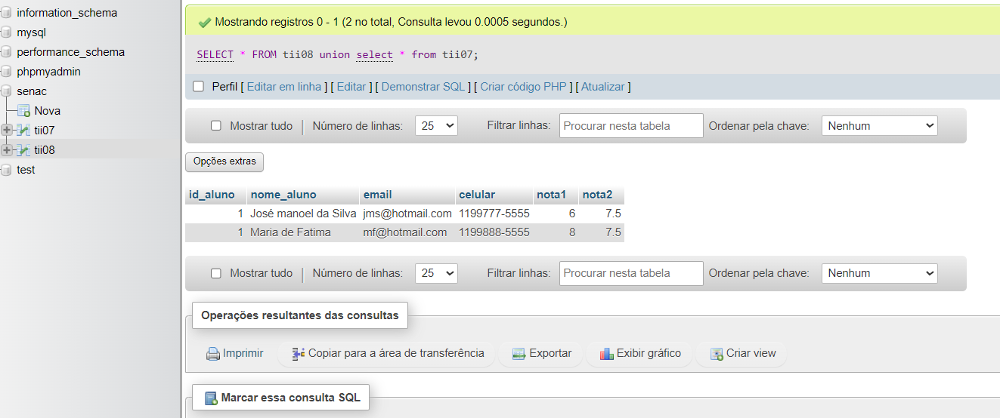 information_schema
mysql
performance_schema
phpmyadmin
senac
Nova
tii07
tii08
test
Mostrando registros 0 - 1 (2 no total, Consulta levou 0.0005 segundos.)
SELECT * FROM tii08 union select * from tii07;
Perfil [ Editar em linha ] [ Editar ] [ Demonstrar SQL ] [ Criar código PHP ] [ Atualizar ]
Mostrar tudo | Número de linhas: 25 Filtrar linhas: Procurar nesta tabela Ordenar pela chave: Nenhum
Opções extras
id_aluno nome_aluno email celular nota1 nota2
1 José manoel da Silva jms@hotmail.com 1199777-5555 6 7.5
1 Maria de Fatima mf@hotmail.com 1199888-5555 8 7.5
Mostrar tudo | Número de linhas: 25 Filtrar linhas: Procurar nesta tabela Ordenar pela chave: Nenhum
Operações resultantes das consultas
Imprimir Copiar para a área de transferência Exportar Exibir gráfico Criar view
Marcar essa consulta SQL